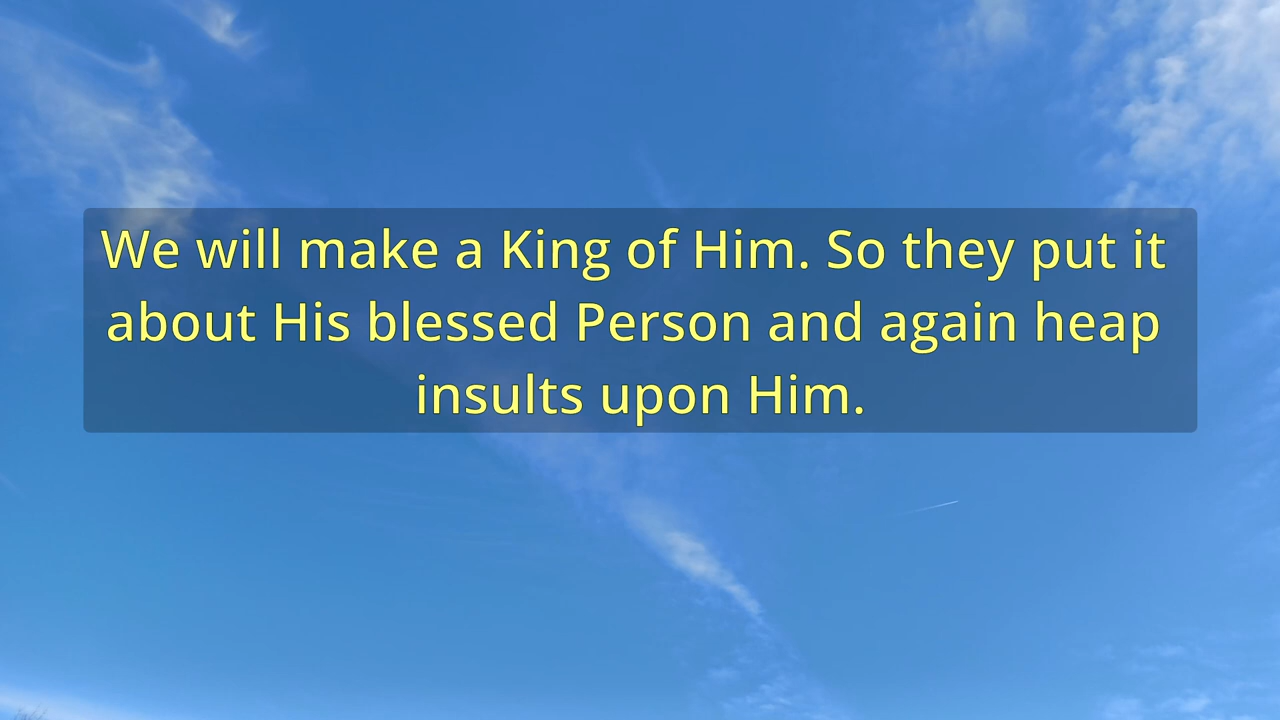 We will make a King of Him. So they put it
about His blessed Person and again heap
insults upon Him.